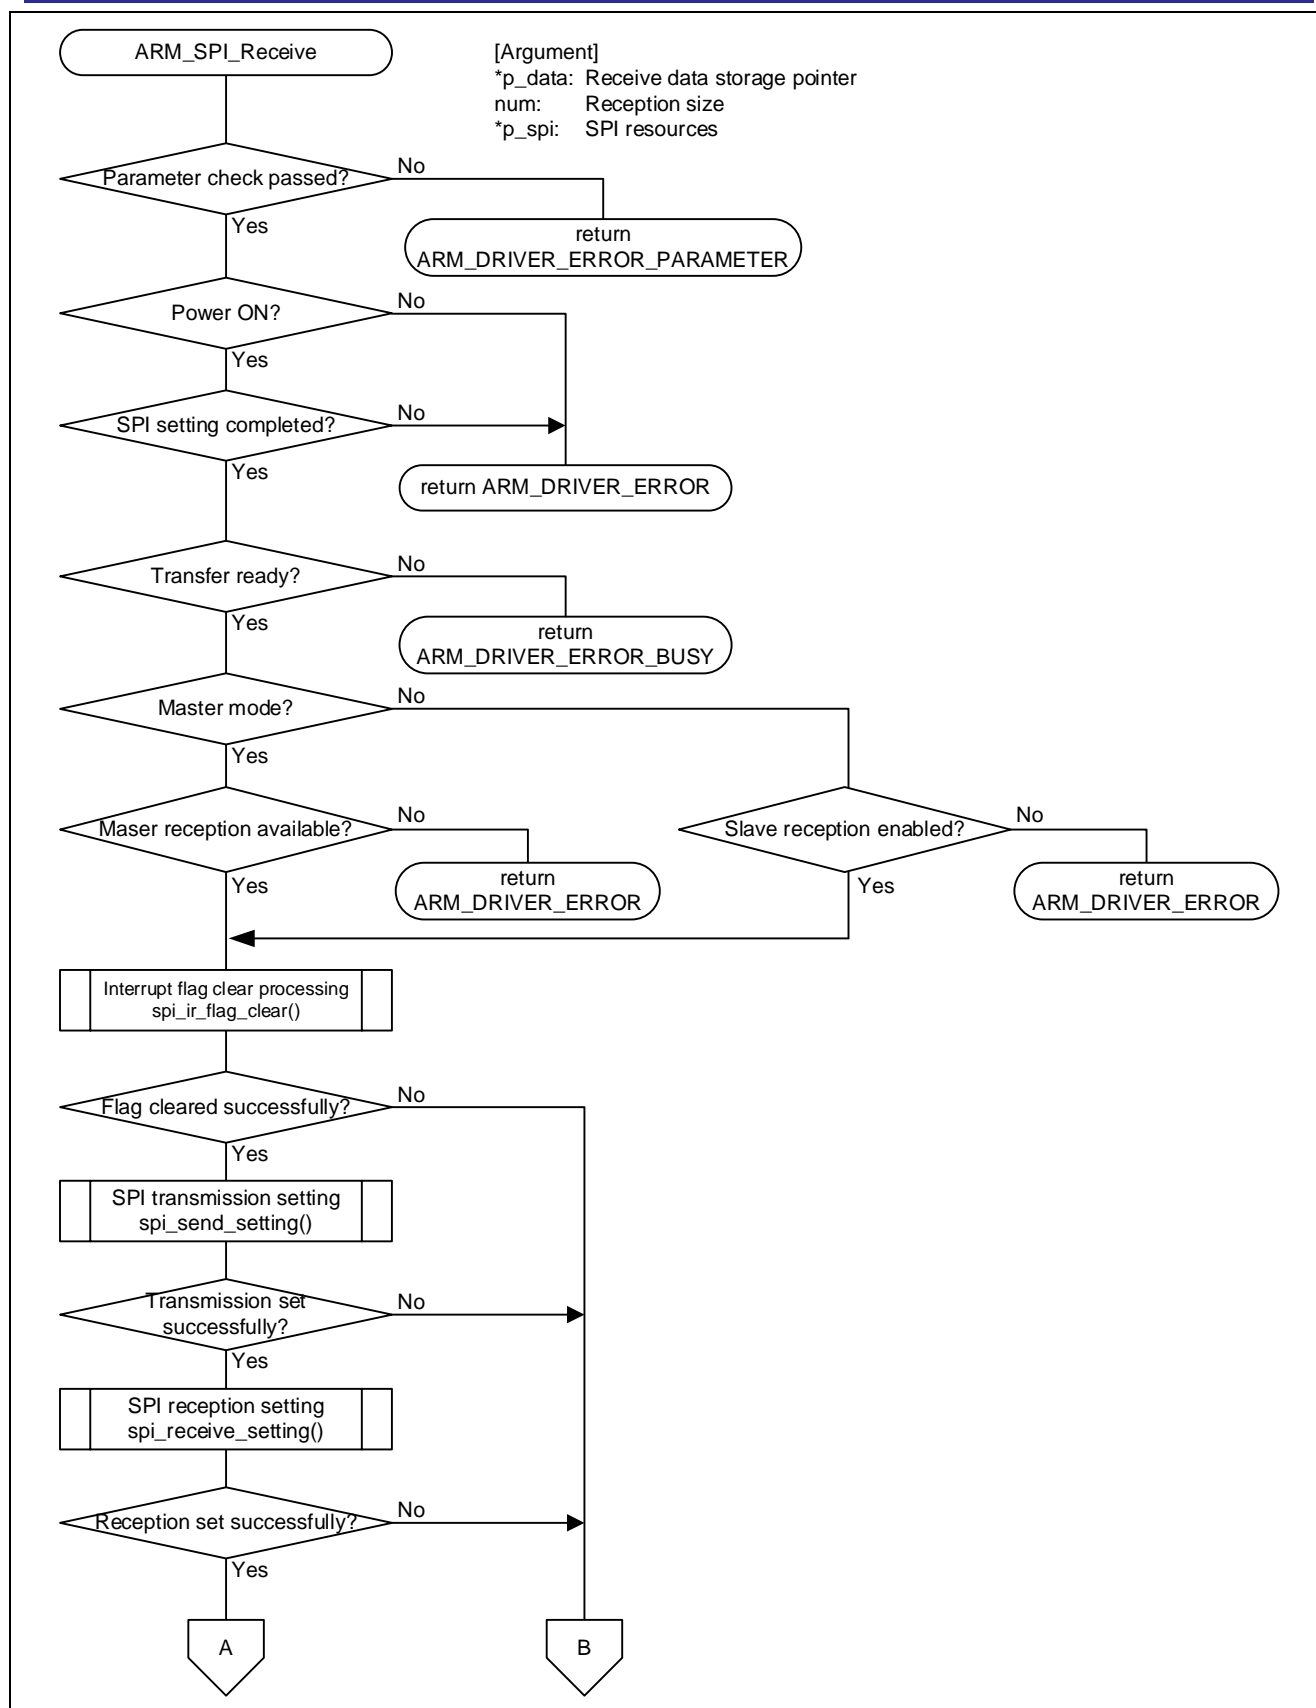 ARM_SPI_Receive
[Argument]
*p_data: Receive data storage pointer
num: Reception size
*p_spi: SPI resources
Parameter check passed?
No
Yes
return
ARM_DRIVER_ERROR_PARAMETER
Power ON?
No
Yes
SPI setting completed?
No
Yes
return ARM_DRIVER_ERROR
Transfer ready?
No
Yes
return
ARM_DRIVER_ERROR_BUSY
Master mode?
No
Yes
Maser reception available?
No
Yes
return
ARM_DRIVER_ERROR
Slave reception enabled?
No
Yes
return
ARM_DRIVER_ERROR
Interrupt flag clear processing
spi_ir_flag_clear()
Flag cleared successfully?
No
Yes
SPI transmission setting
spi_send_setting()
Transmission set
successfully?
No
Yes
SPI reception setting
spi_receive_setting()
Reception set successfully?
No
Yes
A
B